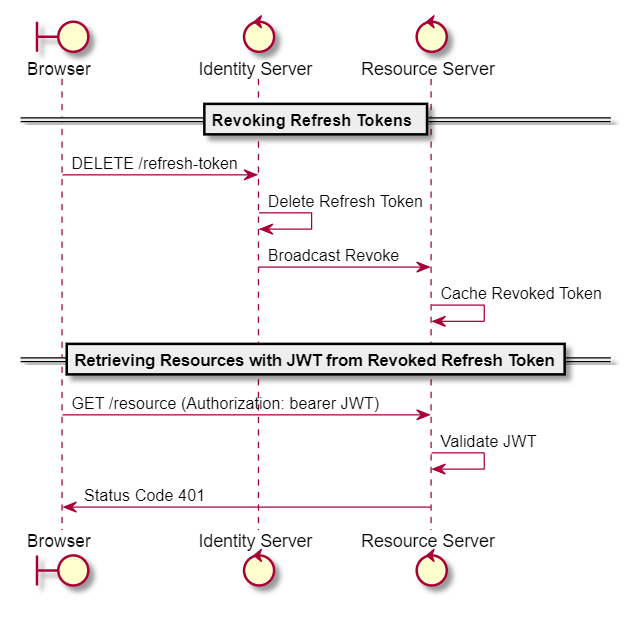 Browser
Identity Server
Resource Server
Revoking Refresh Tokens
DELETE /refresh-token
Delete Refresh Token
Broadcast Revoke
Cache Revoked Token
Retrieving Resources with JWT from Revoked Refresh Token
GET /resource (Authorization: bearer JWT)
Validate JWT
Status Code 401
Browser
Identity Server
Resource Server